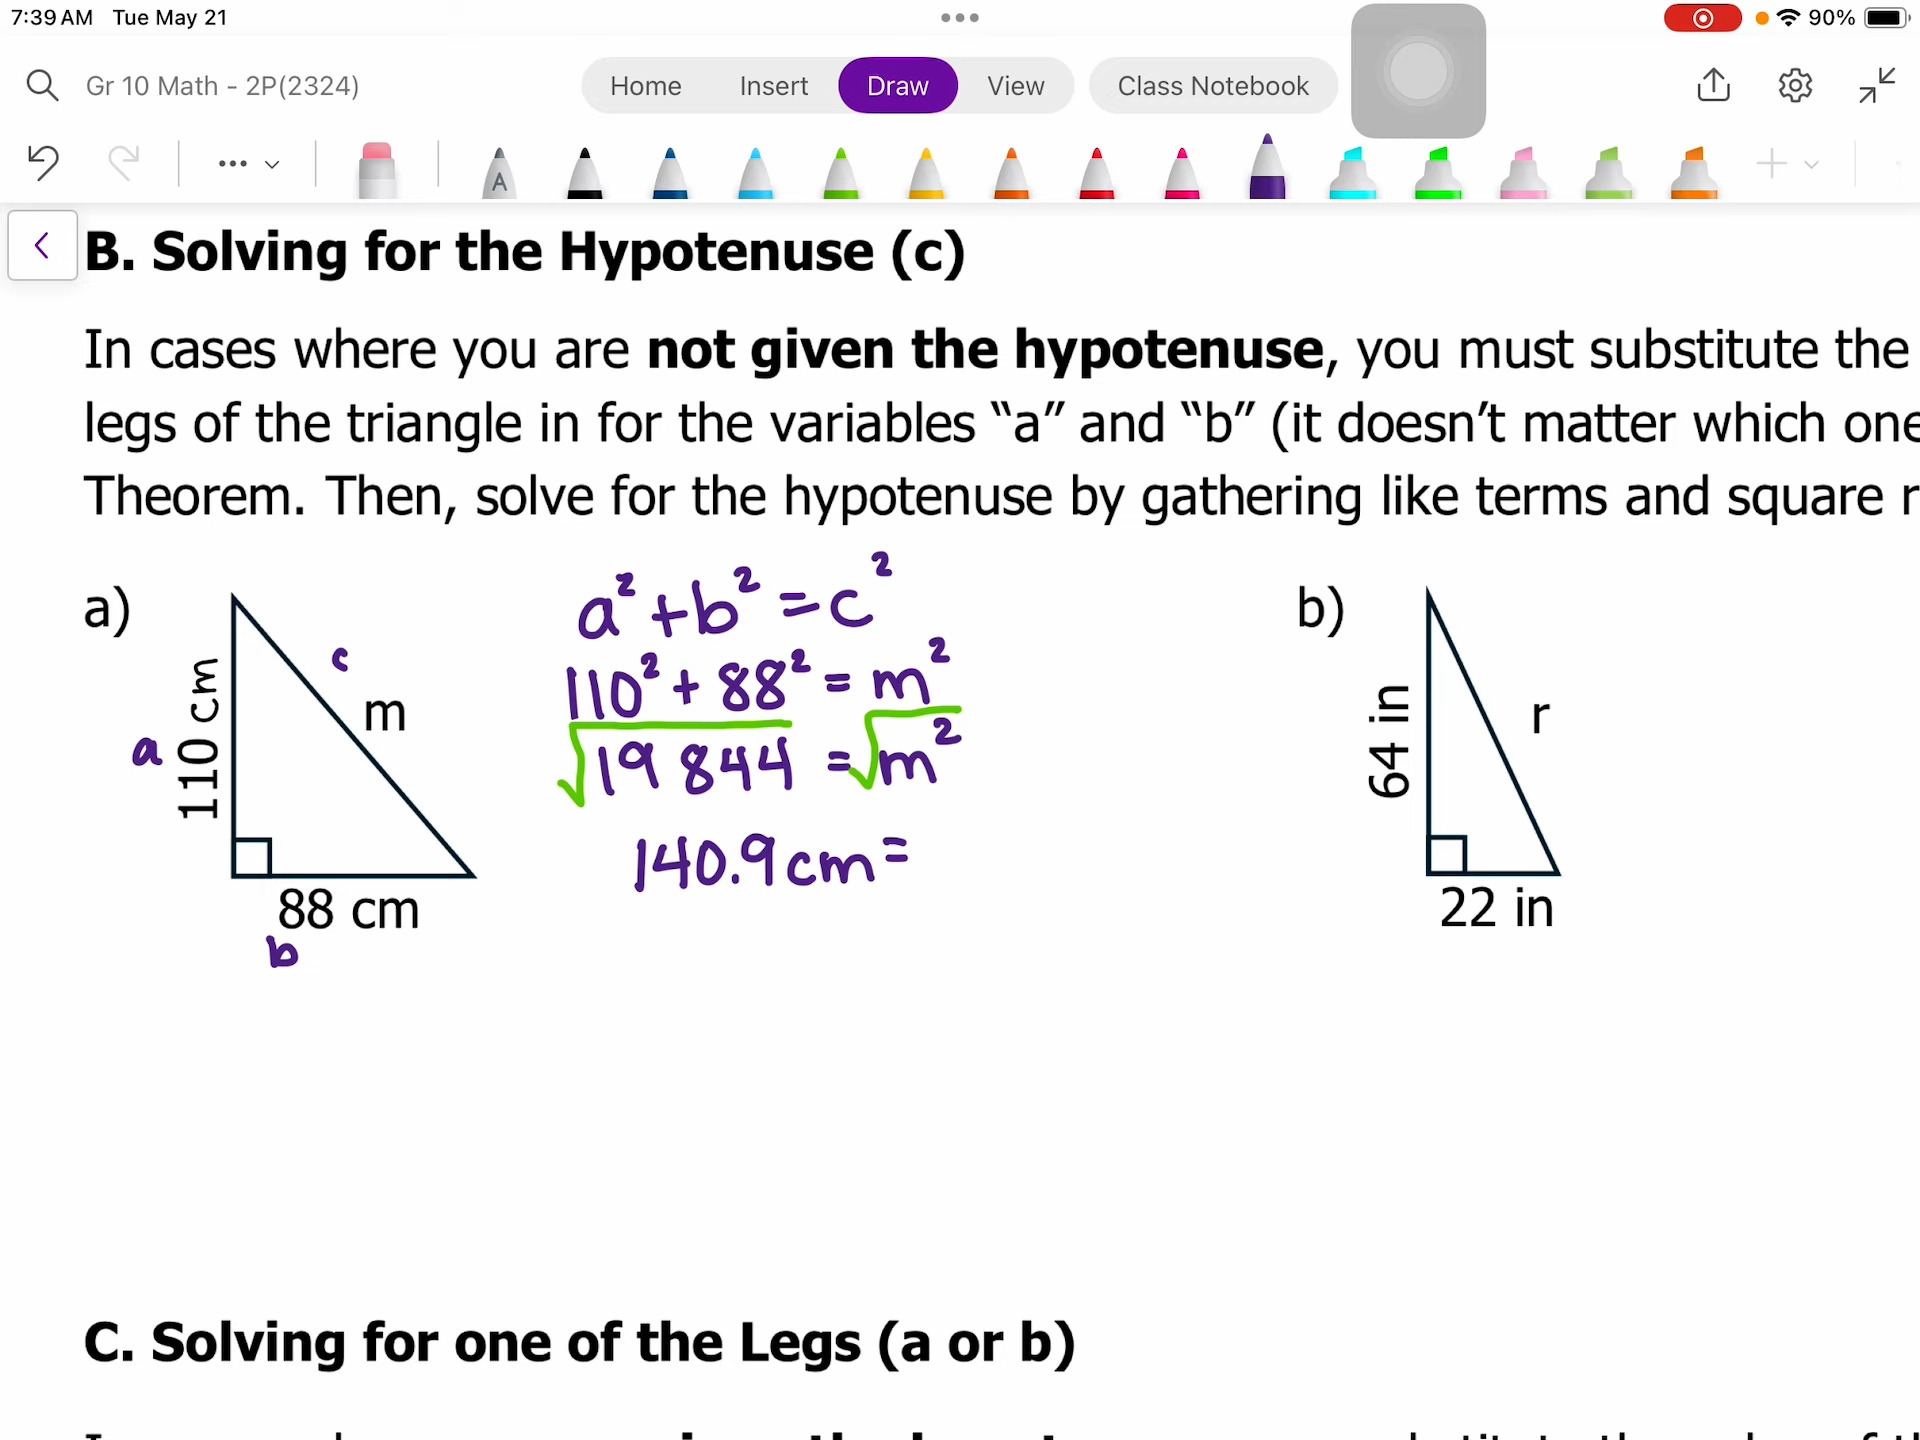 7:39 AM Tue May 21
90%
Gr 10 Math - 2P(2324)
Home Insert Draw View Class Notebook
A
B. Solving for the Hypotenuse (c)
In cases where you are not given the hypotenuse, you must substitute the
legs of the triangle in for the variables “a” and “b” (it doesn’t matter which one
Theorem. Then, solve for the hypotenuse by gathering like terms and square r
a)
c
m
a
110 cm
88 cm
b
a² + b² = c²
110² + 88² = m²
√19 844 = √m²
140.9 cm =
b)
64 in
r
22 in
C. Solving for one of the Legs (a or b)